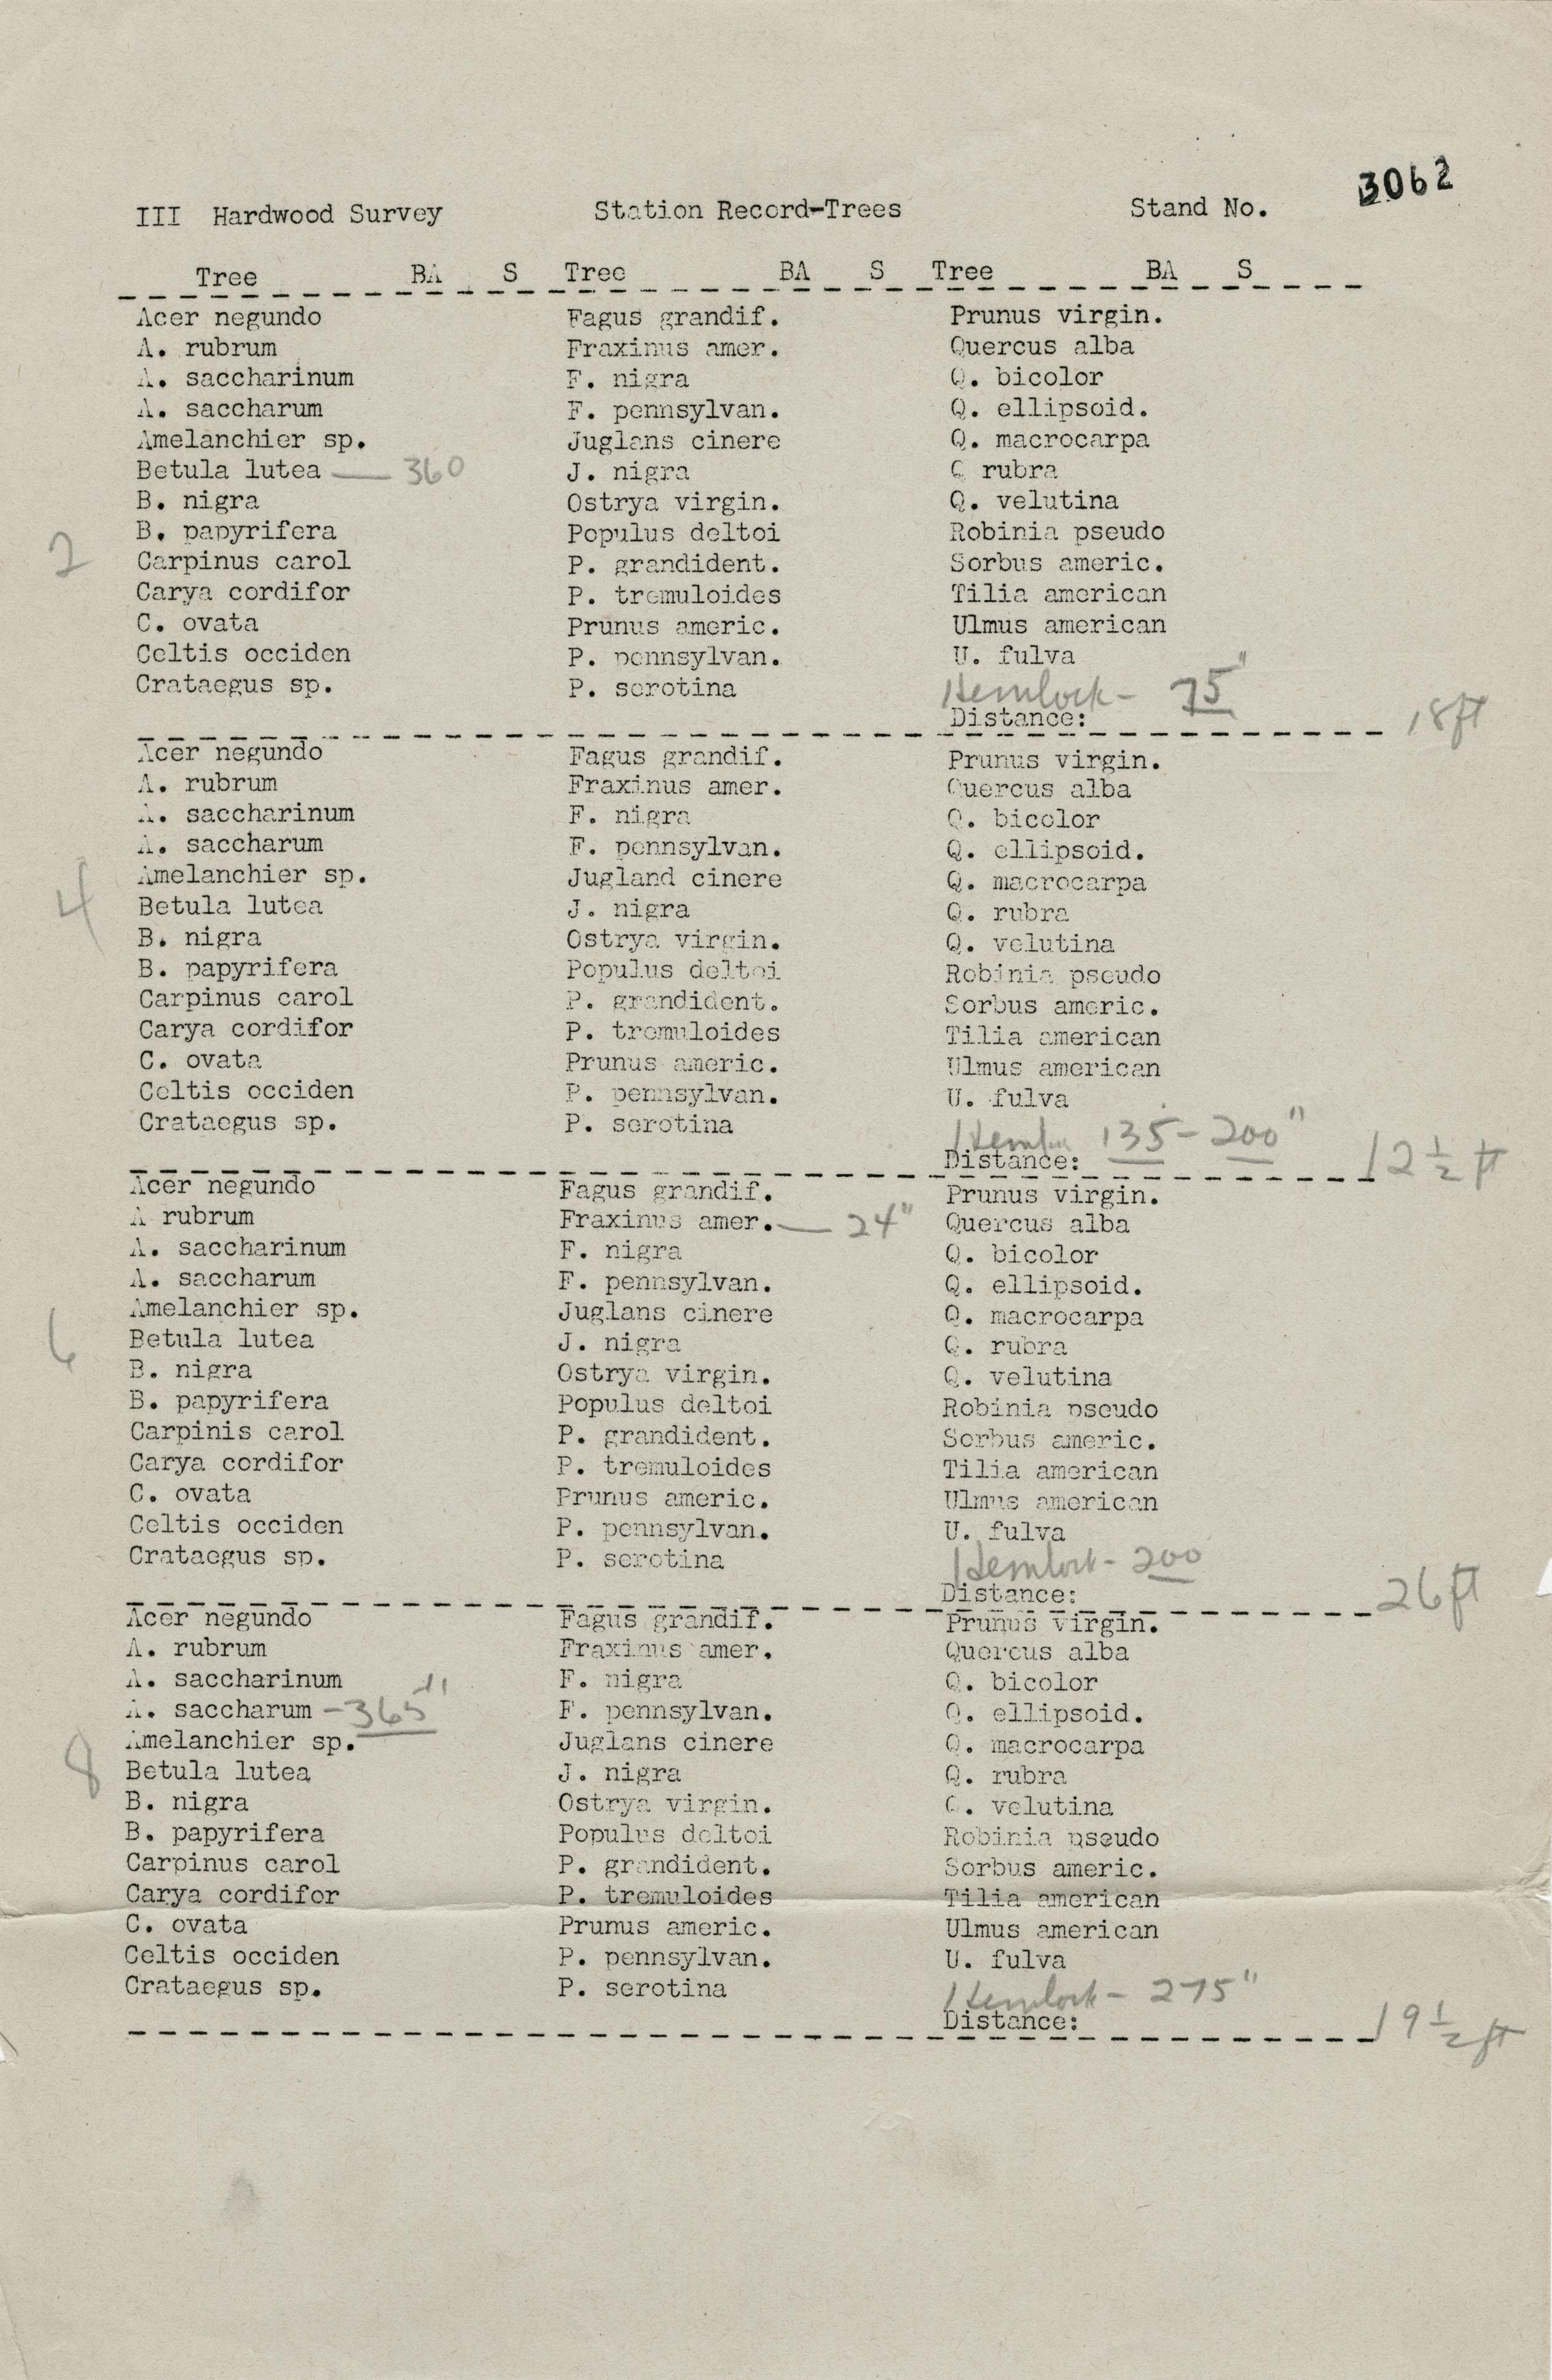 3062
III Hardwood Survey Station Record-Trees Stand No.
Tree BA S Tree BA S Tree BA S
Acer negundo Fagus grandif. Prunus virgin.
A. rubrum Fraxinus amer. Quercus alba
A. saccharinum F. nigra Q. bicolor
A. saccharum F. pennsylvan. Q. ellipsoid.
Amelanchier sp. Juglans cinere Q. macrocarpa
Betula lutea — 360 J. nigra Q rubra
B. nigra Ostrya virgin. Q. velutina
2 B. papyrifera Populus deltoi Robinia pseudo
Carpinus carol P. grandident. Sorbus americ.
Carya cordifor P. tremuloides Tilia american
C. ovata Prunus americ. Ulmus american
Celtis occiden P. pennsylvan. U. fulva
Crataegus sp. P. serotina Hemlock - 75"
Distance: 18ft
Acer negundo Fagus grandif. Prunus virgin.
A. rubrum Fraxinus amer. Quercus alba
A. saccharinum F. nigra Q. bicolor
A. saccharum F. pennsylvan. Q. ellipsoid.
Amelanchier sp. Jugland cinere Q. macrocarpa
4 Betula lutea J. nigra Q. rubra
B. nigra Ostrya virgin. Q. velutina
B. papyrifera Populus deltoi Robinia pseudo
Carpinus carol P. grandident. Sorbus americ.
Carya cordifor P. tremuloides Tilia american
C. ovata Prunus americ. Ulmus american
Celtis occiden P. pennsylvan. U. fulva
Crataegus sp. P. serotina 135 - 200"
Distance: 12 1/2 ft
Acer negundo Fagus grandif. Prunus virgin.
A rubrum Fraxinus amer. — 24" Quercus alba
A. saccharinum F. nigra Q. bicolor
A. saccharum F. pennsylvan. Q. ellipsoid.
Amelanchier sp. Juglans cinere Q. macrocarpa
6 Betula lutea J. nigra Q. rubra
B. nigra Ostrya virgin. Q. velutina
B. papyrifera Populus deltoi Robinia pseudo
Carpinis carol P. grandident. Sorbus americ.
Carya cordifor P. tremuloides Tilia american
C. ovata Prunus americ. Ulmus american
Celtis occiden P. pennsylvan. U. fulva
Crataegus sp. P. serotina Hemlock - 200
Distance: 26ft
Acer negundo Fagus grandif. Prunus virgin.
A. rubrum Fraxinus amer. Quercus alba
A. saccharinum F. nigra Q. bicolor
A. saccharum - 365" F. pennsylvan. Q. ellipsoid.
Amelanchier sp. Juglans cinere Q. macrocarpa
8 Betula lutea J. nigra Q. rubra
B. nigra Ostrya virgin. Q. velutina
B. papyrifera Populus deltoi Robinia pseudo
Carpinus carol P. grandident. Sorbus americ.
Carya cordifor P. tremuloides Tilia american
C. ovata Prunus americ. Ulmus american
Celtis occiden P. pennsylvan. U. fulva
Crataegus sp. P. serotina Hemlock - 275"
Distance: 19 1/2 ft